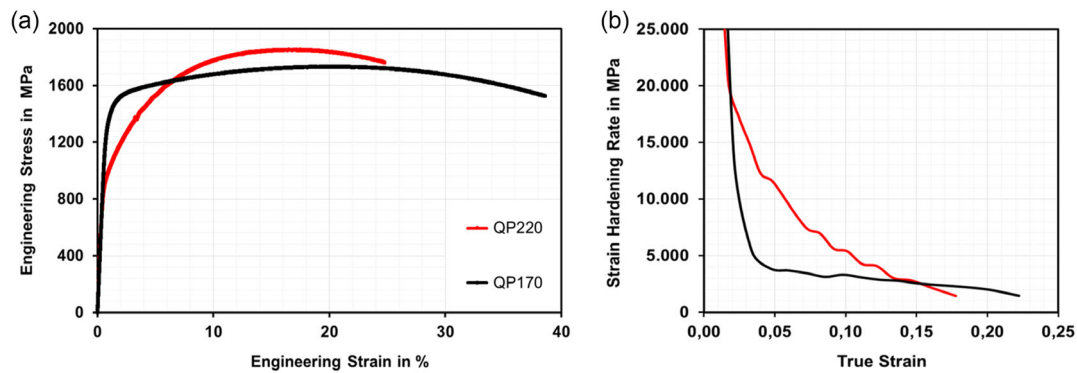 (a)
2000
1600
1200
800
400
0
0
10
20
30
40
Engineering Stress in MPa
Engineering Strain in %
QP220
QP170
(b)
25.000
20.000
15.000
10.000
5.000
0
0,00
0,05
0,10
0,15
0,20
0,25
Strain Hardening Rate in MPa
True Strain